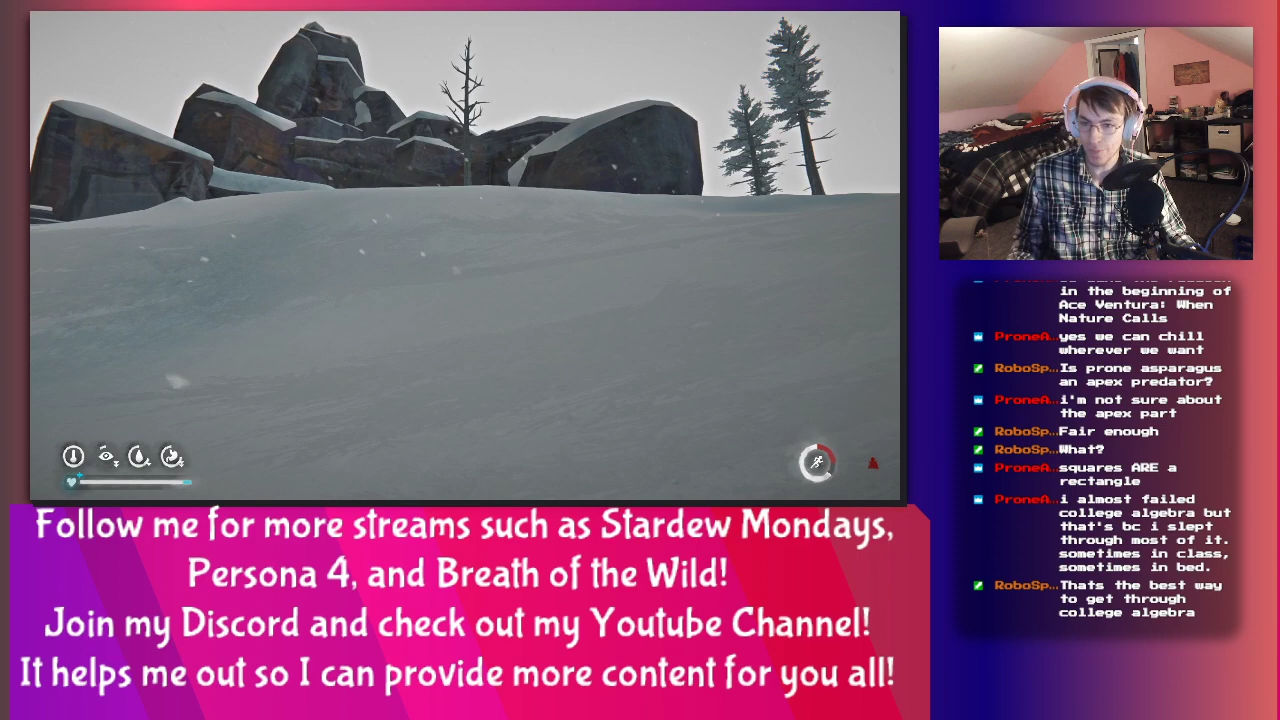 in the beginning of
Ace Ventura: When
Nature Calls
ProneA… yes we can chill
wherever we want
RoboSp… Is prone asparagus
an apex predator?
ProneA… i'm not sure about
the apex part
RoboSp… Fair enough
RoboSp… What?
ProneA… squares ARE a
rectangle
ProneA… i almost failed
college algebra but
that's bc i slept
through most of it.
sometimes in class,
sometimes in bed.
RoboSp… Thats the best way
to get through
college algebra
Follow me for more streams such as Stardew Mondays,
Persona 4, and Breath of the Wild!
Join my Discord and check out my Youtube Channel!
It helps me out so I can provide more content for you all!